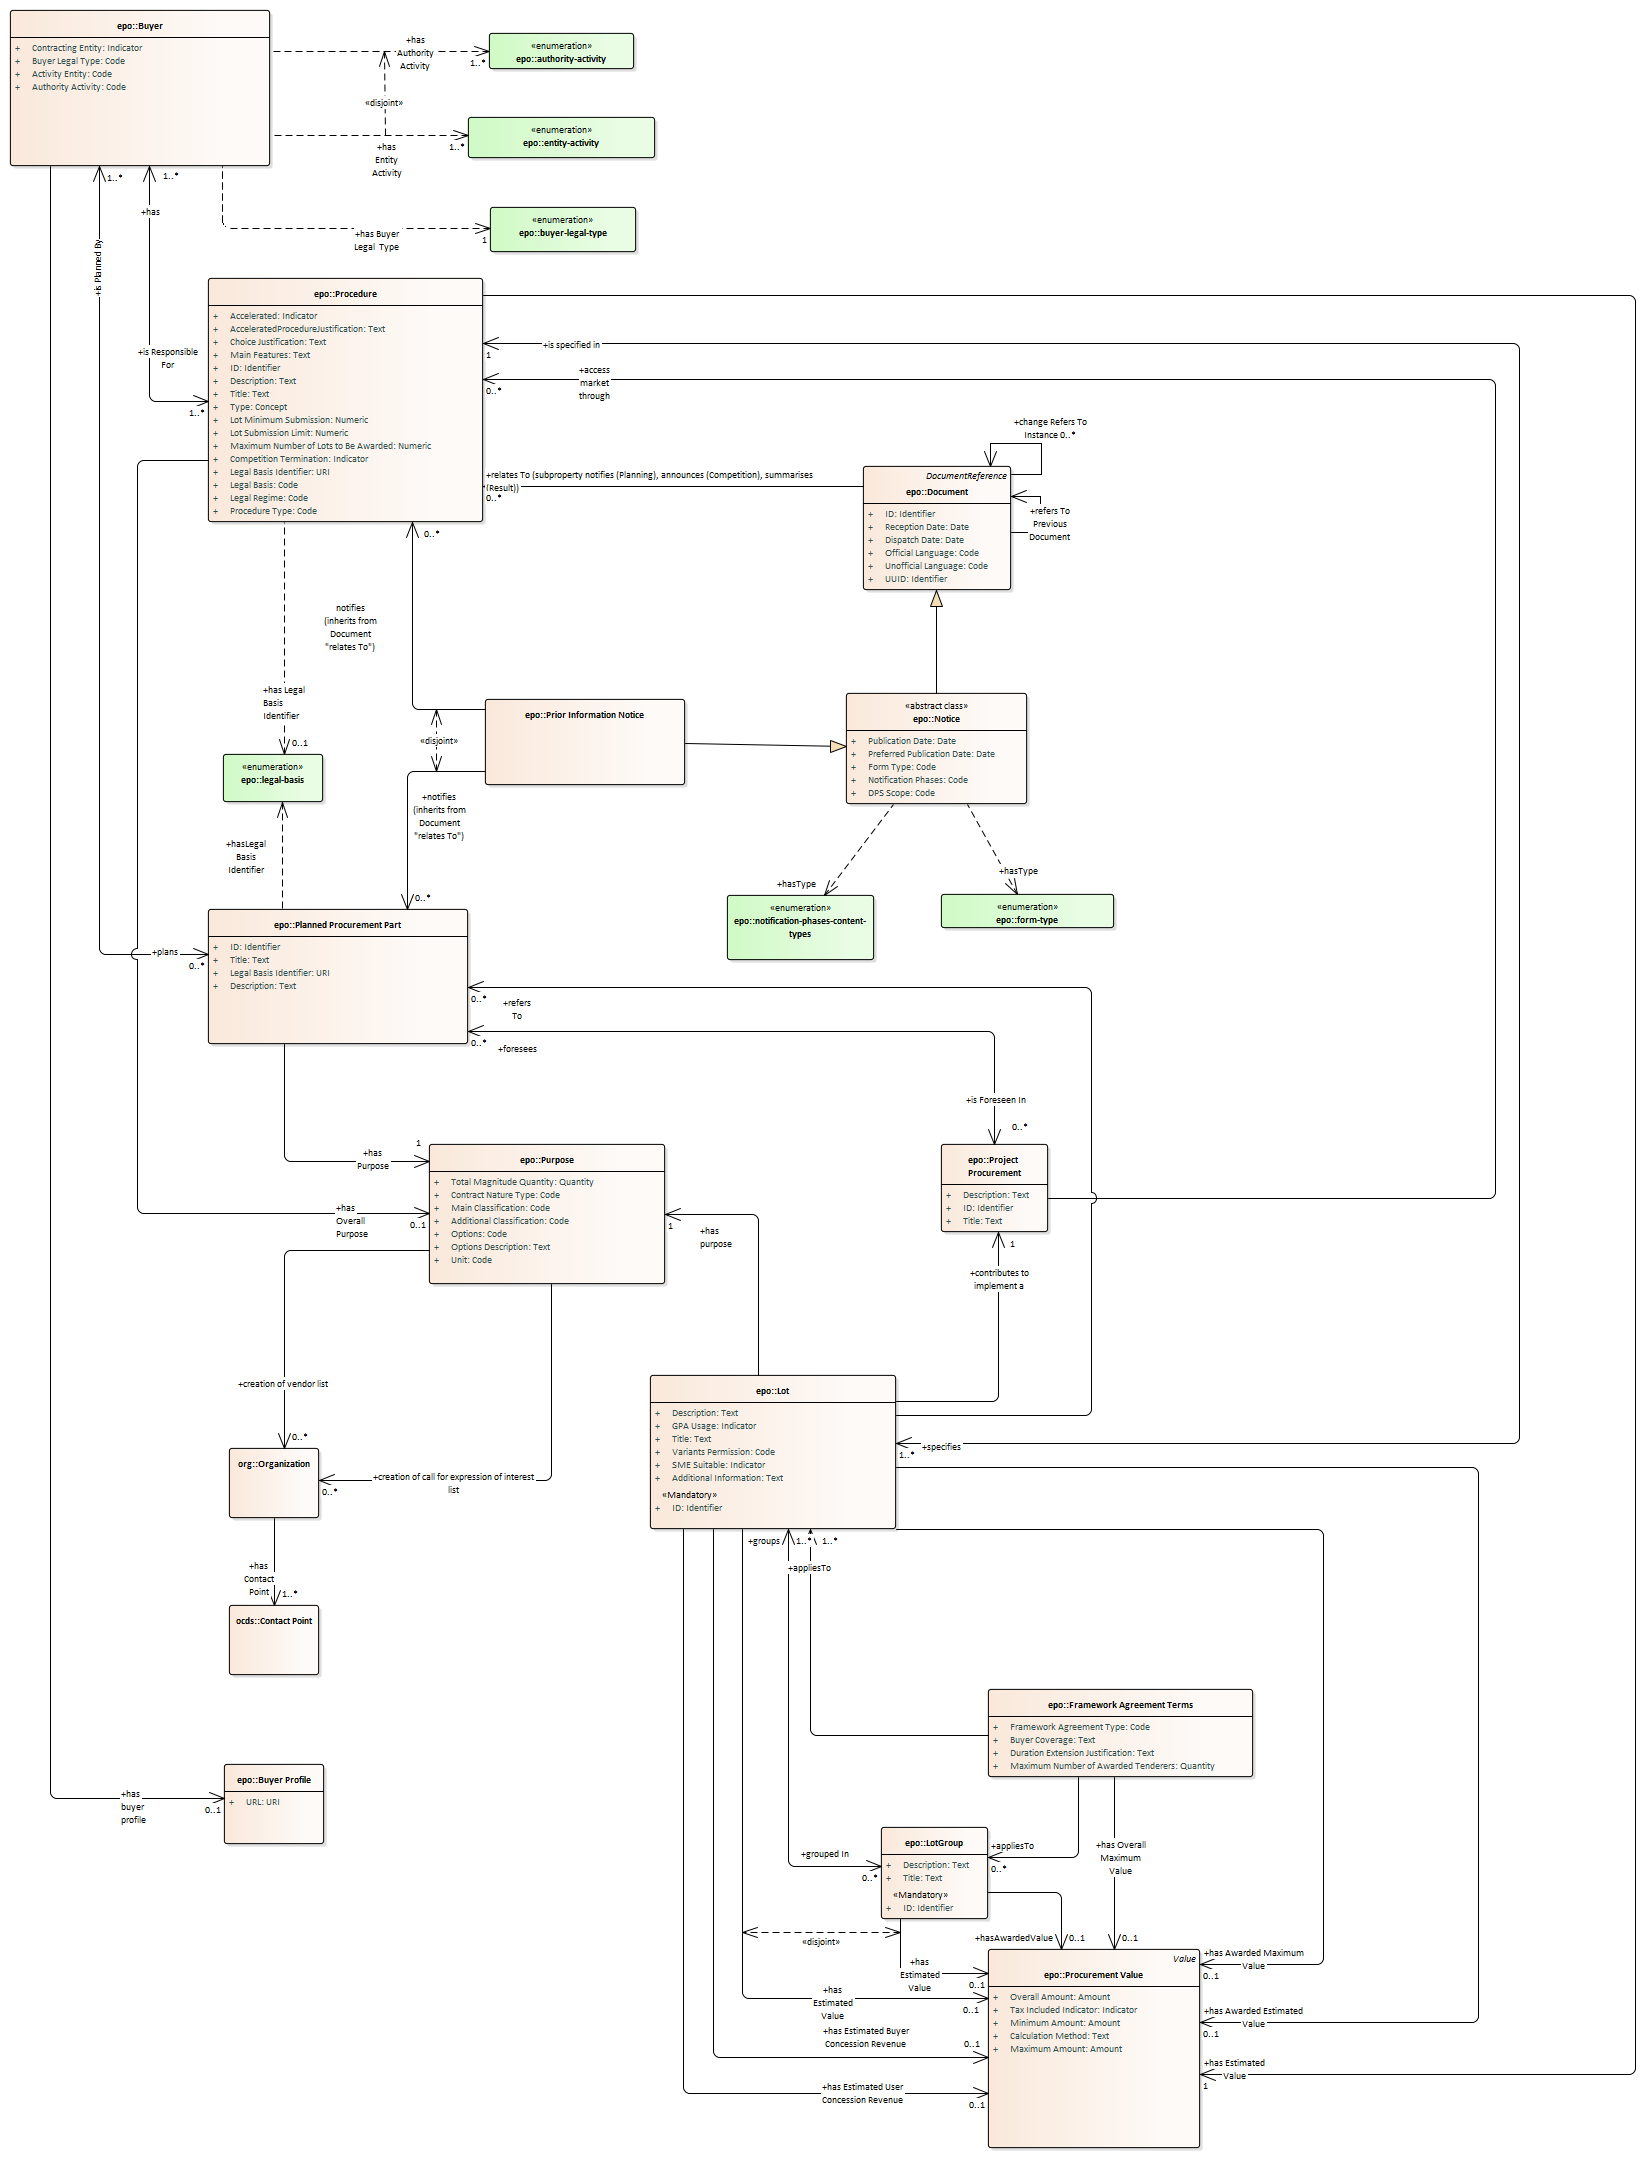 epo::Buyer
+ Contracting Entity: Indicator
+ Buyer Legal Type: Code
+ Activity Entity: Code
+ Authority Activity: Code
+has
Authority
Activity
1..*
«enumeration»
epo::authority-activity
«disjoint»
+has
Entity
Activity
1..*
«enumeration»
epo::entity-activity
+has Buyer
Legal Type
1
«enumeration»
epo::buyer-legal-type
1..*
+is Planned By
1..*
+has
+is Responsible
For
1..*
epo::Procedure
+ Accelerated: Indicator
+ AcceleratedProcedureJustification: Text
+ Choice Justification: Text
+ Main Features: Text
+ ID: Identifier
+ Description: Text
+ Title: Text
+ Type: Concept
+ Lot Minimum Submission: Numeric
+ Lot Submission Limit: Numeric
+ Maximum Number of Lots to Be Awarded: Numeric
+ Competition Termination: Indicator
+ Legal Basis Identifier: URI
+ Legal Basis: Code
+ Legal Regime: Code
+ Procedure Type: Code
+is specified in
1
+access
market
through
0..*
+change Refers To
Instance 0..*
+relates To (subproperty notifies (Planning), announces (Competition), summarises
(Result))
0..*
DocumentReference
epo::Document
+ ID: Identifier
+ Reception Date: Date
+ Dispatch Date: Date
+ Official Language: Code
+ Unofficial Language: Code
+ UUID: Identifier
+refers To
Previous
Document
0..*
notifies
(inherits from
Document
"relates To")
+has Legal
Basis
Identifier
0..1
«enumeration»
epo::legal-basis
+hasLegal
Basis
Identifier
epo::Prior Information Notice
«disjoint»
+notifies
(inherits from
Document
"relates To")
0..*
«abstract class»
epo::Notice
+ Publication Date: Date
+ Preferred Publication Date: Date
+ Form Type: Code
+ Notification Phases: Code
+ DPS Scope: Code
+hasType
«enumeration»
epo::notification-phases-content-
types
+hasType
«enumeration»
epo::form-type
+plans
0..*
epo::Planned Procurement Part
+ ID: Identifier
+ Title: Text
+ Legal Basis Identifier: URI
+ Description: Text
0..*
+refers
To
0..*
+foresees
+is Foreseen In
0..*
epo::Project
Procurement
+ Description: Text
+ ID: Identifier
+ Title: Text
+has
Purpose
1
+has
Overall
Purpose
0..1
epo::Purpose
+ Total Magnitude Quantity: Quantity
+ Contract Nature Type: Code
+ Main Classification: Code
+ Additional Classification: Code
+ Options: Code
+ Options Description: Text
+ Unit: Code
1
+has
purpose
1
+contributes to
implement a
+creation of vendor list
0..*
org::Organization
+creation of call for expression of interest
list
0..*
+has
Contact
Point
1..*
ocds::Contact Point
epo::Lot
+ Description: Text
+ GPA Usage: Indicator
+ Title: Text
+ Variants Permission: Code
+ SME Suitable: Indicator
+ Additional Information: Text
«Mandatory»
+ ID: Identifier
+specifies
1..*
+groups
1..*
1..*
+appliesTo
epo::Framework Agreement Terms
+ Framework Agreement Type: Code
+ Buyer Coverage: Text
+ Duration Extension Justification: Text
+ Maximum Number of Awarded Tenderers: Quantity
+has
buyer
profile
0..1
epo::Buyer Profile
+ URL: URI
+grouped In
0..*
epo::LotGroup
+ Description: Text
+ Title: Text
«Mandatory»
+ ID: Identifier
+appliesTo
0..*
+has Overall
Maximum
Value
0..1
+hasAwardedValue
0..1
«disjoint»
+has
Estimated
Value
0..1
+has
Estimated
Value
0..1
+has Estimated Buyer
Concession Revenue
0..1
+has Estimated User
Concession Revenue
0..1
Value
epo::Procurement Value
+ Overall Amount: Amount
+ Tax Included Indicator: Indicator
+ Minimum Amount: Amount
+ Calculation Method: Text
+ Maximum Amount: Amount
+has Awarded Maximum
Value
0..1
+has Awarded Estimated
Value
0..1
+has Estimated
Value
1